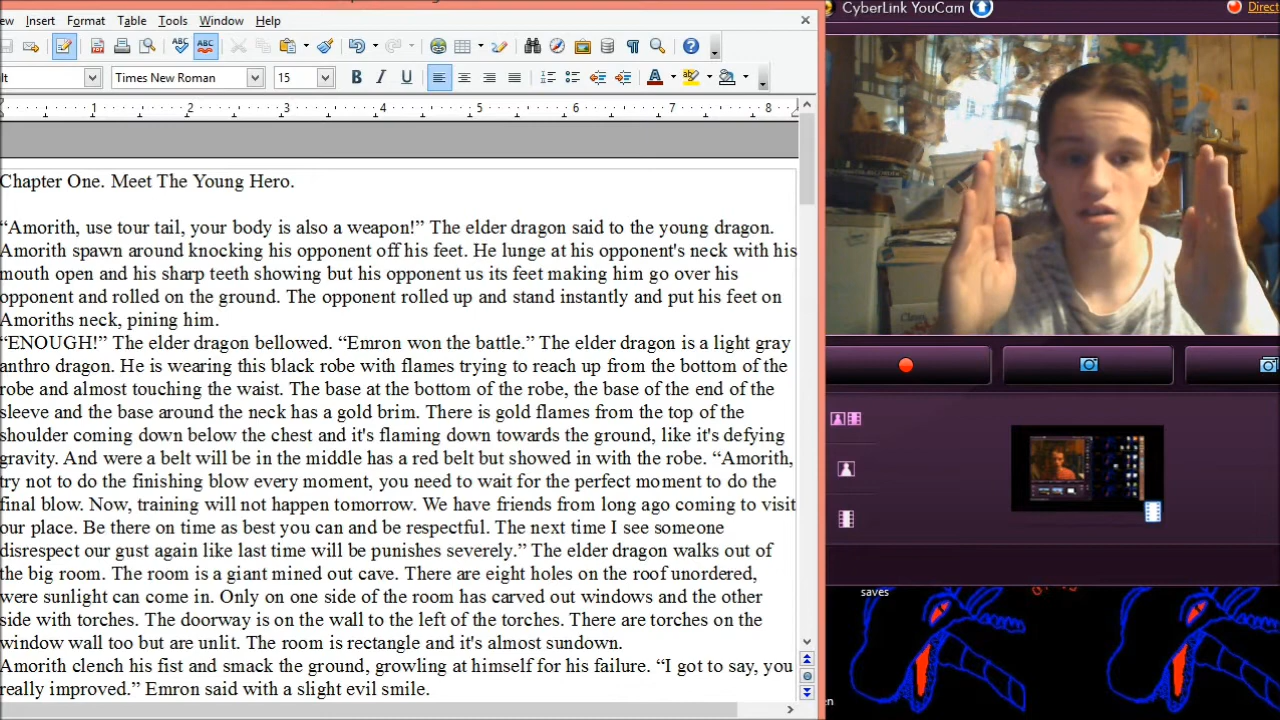 Insert Format Table Tools Window Help
CyberLink YouCam
Direct
Times New Roman
15
B I U
1 2 3 4 5 6 7 8
Chapter One. Meet The Young Hero.
“Amorith, use tour tail, your body is also a weapon!” The elder dragon said to the young dragon.
Amorith spawn around knocking his opponent off his feet. He lunge at his opponent's neck with his
mouth open and his sharp teeth showing but his opponent us its feet making him go over his
opponent and rolled on the ground. The opponent rolled up and stand instantly and put his feet on
Amoriths neck, pining him.
“ENOUGH!” The elder dragon bellowed. “Emron won the battle.” The elder dragon is a light gray
anthro dragon. He is wearing this black robe with flames trying to reach up from the bottom of the
robe and almost touching the waist. The base at the bottom of the robe, the base of the end of the
sleeve and the base around the neck has a gold brim. There is gold flames from the top of the
shoulder coming down below the chest and it's flaming down towards the ground, like it's defying
gravity. And were a belt will be in the middle has a red belt but showed in with the robe. “Amorith,
try not to do the finishing blow every moment, you need to wait for the perfect moment to do the
final blow. Now, training will not happen tomorrow. We have friends from long ago coming to visit
our place. Be there on time as best you can and be respectful. The next time I see someone
disrespect our gust again like last time will be punishes severely.” The elder dragon walks out of
the big room. The room is a giant mined out cave. There are eight holes on the roof unordered,
were sunlight can come in. Only on one side of the room has carved out windows and the other
side with torches. The doorway is on the wall to the left of the torches. There are torches on the
window wall too but are unlit. The room is rectangle and it's almost sundown.
Amorith clench his fist and smack the ground, growling at himself for his failure. “I got to say, you
really improved.” Emron said with a slight evil smile.
saves